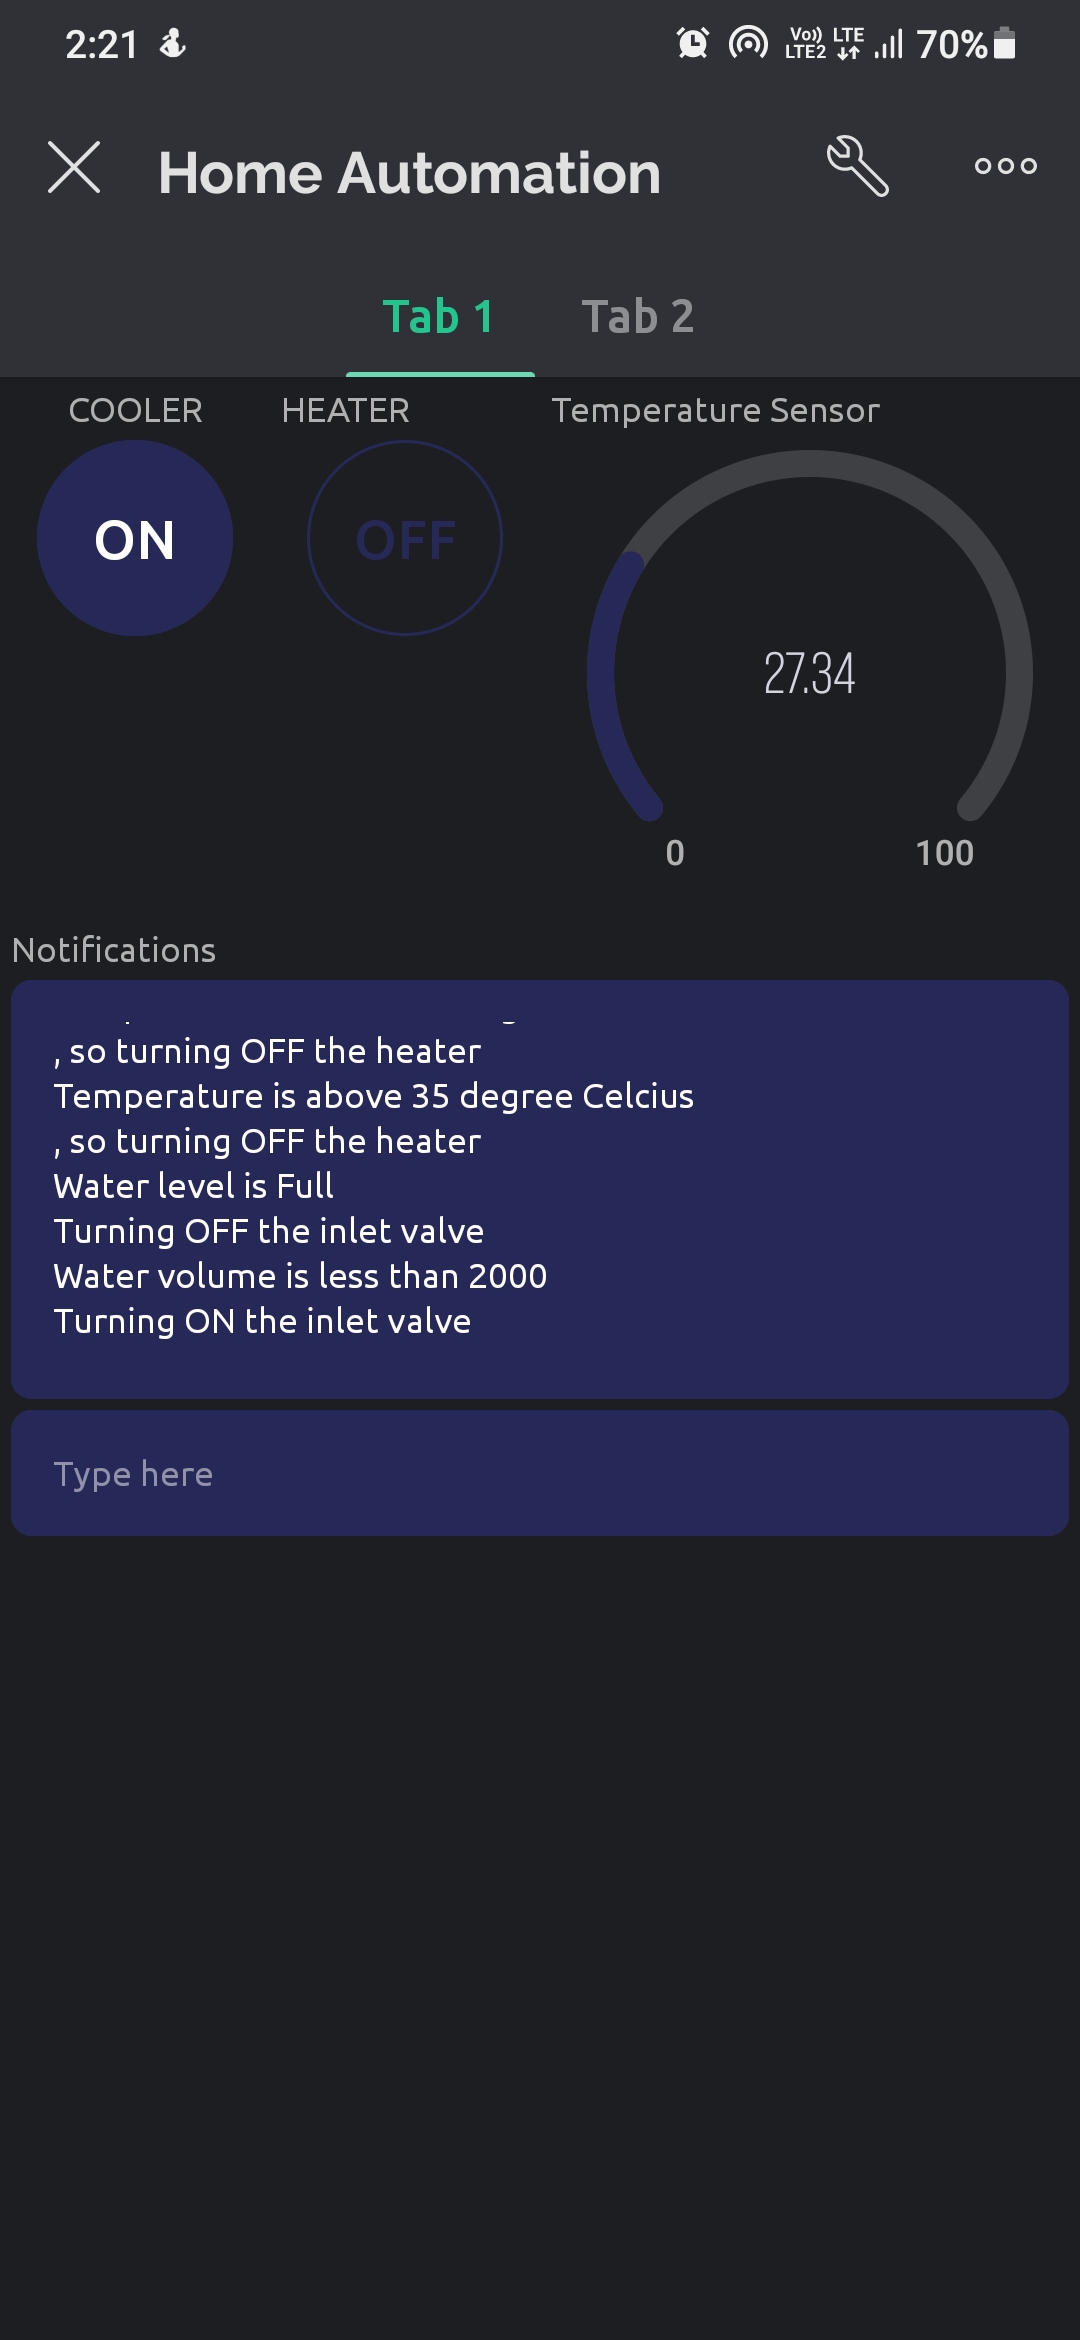 2:21 Vo)) LTE2 LTE 70%
Home Automation
Tab 1 Tab 2
COOLER HEATER Temperature Sensor
ON OFF
27.34
0 100
Notifications
, so turning OFF the heater
Temperature is above 35 degree Celcius
, so turning OFF the heater
Water level is Full
Turning OFF the inlet valve
Water volume is less than 2000
Turning ON the inlet valve
Type here